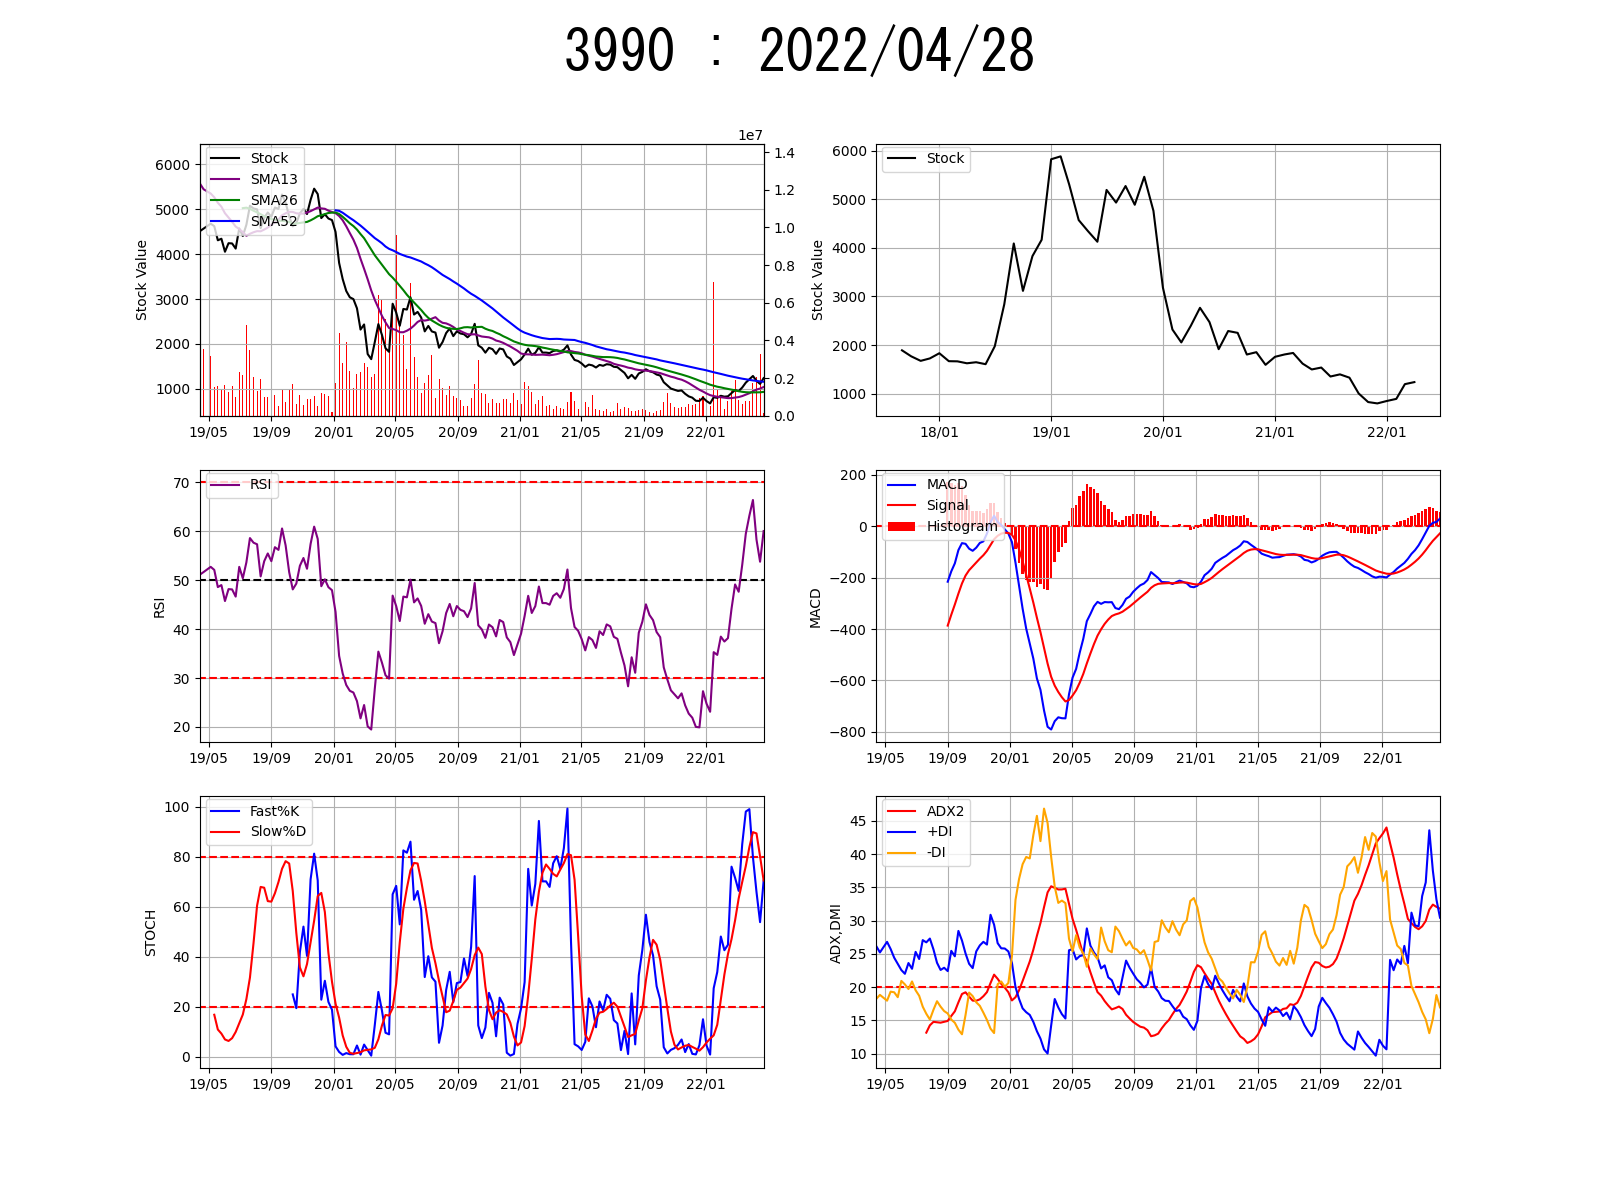 3990 : 2022/04/28
1e7
Stock
SMA13
SMA26
SMA52
Stock Value
6000
5000
4000
3000
2000
1000
1.4
1.2
1.0
0.8
0.6
0.4
0.2
0.0
19/05 19/09 20/01 20/05 20/09 21/01 21/05 21/09 22/01
Stock
Stock Value
6000
5000
4000
3000
2000
1000
18/01 19/01 20/01 21/01 22/01
RSI
RSI
70
60
50
40
30
20
19/05 19/09 20/01 20/05 20/09 21/01 21/05 21/09 22/01
MACD
Signal
Histogram
MACD
200
0
−200
−400
−600
−800
19/05 19/09 20/01 20/05 20/09 21/01 21/05 21/09 22/01
Fast%K
Slow%D
STOCH
100
80
60
40
20
0
19/05 19/09 20/01 20/05 20/09 21/01 21/05 21/09 22/01
ADX2
+DI
-DI
ADX,DMI
45
40
35
30
25
20
15
10
19/05 19/09 20/01 20/05 20/09 21/01 21/05 21/09 22/01